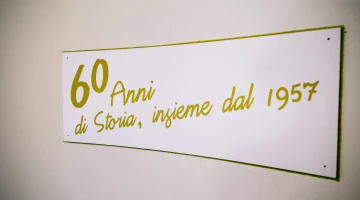 60 Anni
di Storia, insieme dal 1957